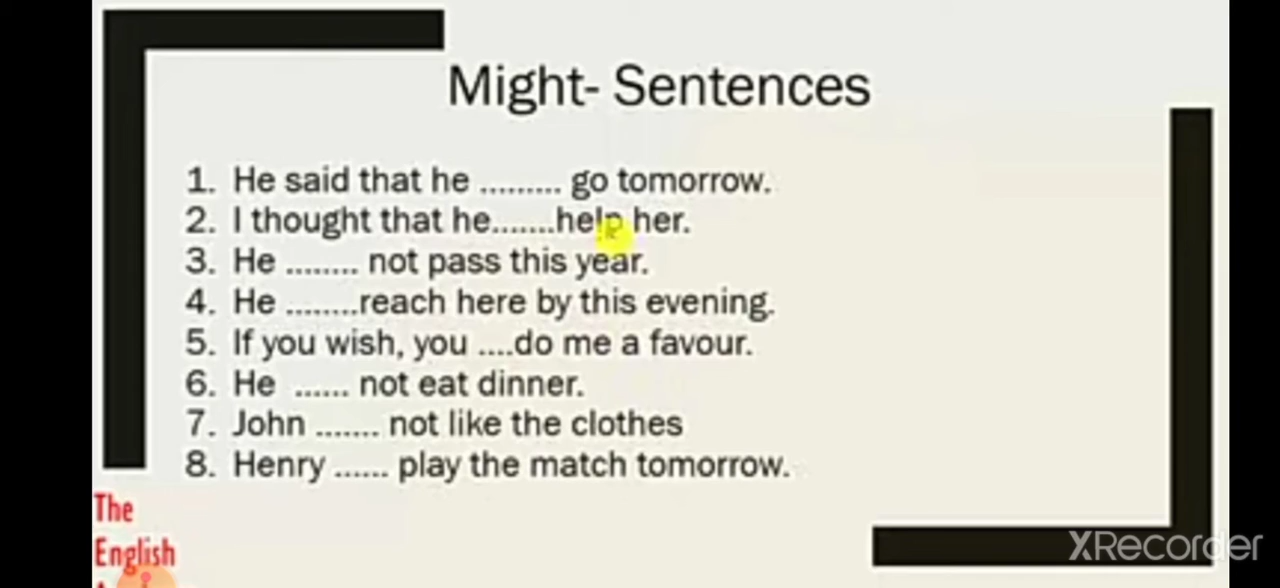 Might- Sentences
1. He said that he ......... go tomorrow.
2. I thought that he.......help her.
3. He ........ not pass this year.
4. He ........reach here by this evening.
5. If you wish, you ....do me a favour.
6. He ...... not eat dinner.
7. John ....... not like the clothes
8. Henry ...... play the match tomorrow.
The
English
XRecorder